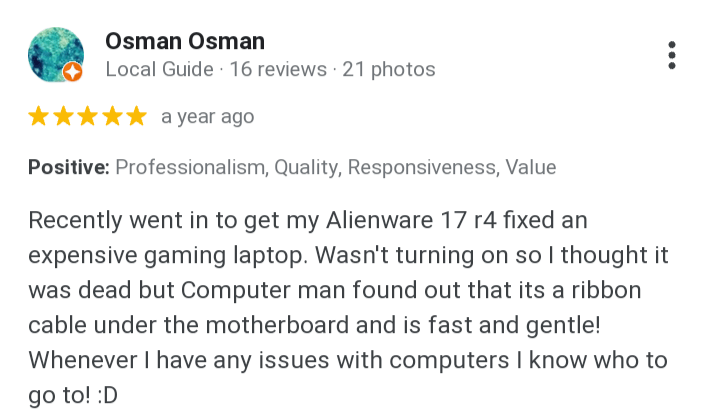 Osman Osman
Local Guide · 16 reviews · 21 photos
a year ago
Positive: Professionalism, Quality, Responsiveness, Value
Recently went in to get my Alienware 17 r4 fixed an
expensive gaming laptop. Wasn't turning on so I thought it
was dead but Computer man found out that its a ribbon
cable under the motherboard and is fast and gentle!
Whenever I have any issues with computers I know who to
go to! :D